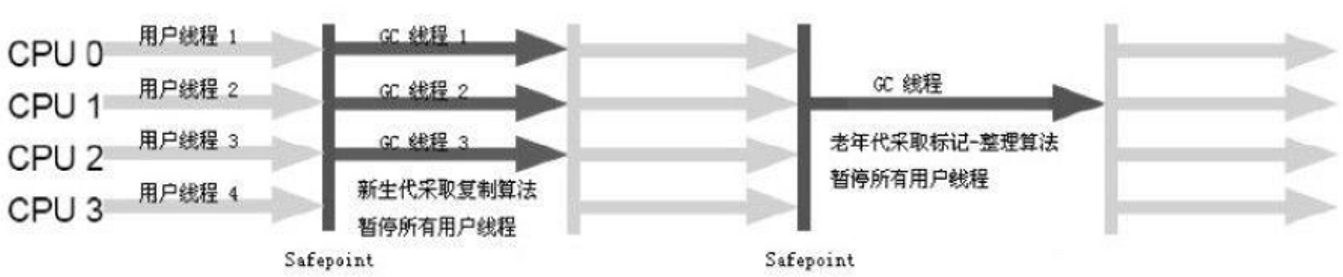 CPU 0
用户线程 1
GC 线程 1
CPU 1
用户线程 2
GC 线程 2
GC 线程
CPU 2
用户线程 3
GC 线程 3
老年代采取标记-整理算法
暂停所有用户线程
CPU 3
用户线程 4
新生代采取复制算法
暂停所有用户线程
Safepoint
Safepoint